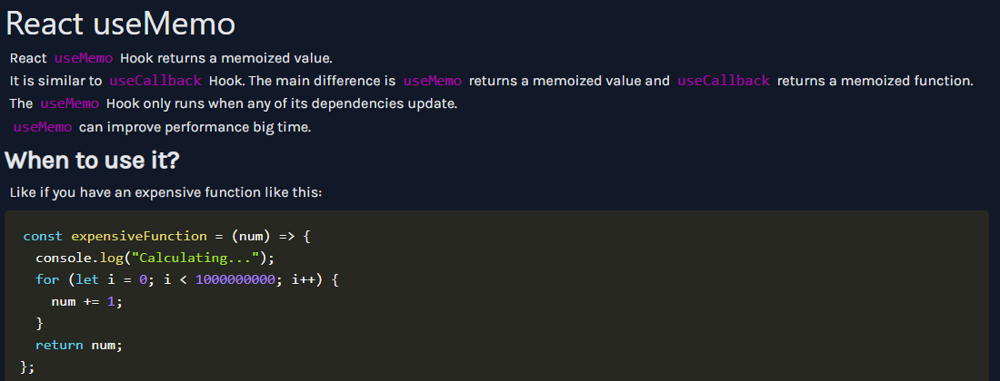 React useMemo
React useMemo Hook returns a memoized value.
It is similar to useCallback Hook. The main difference is useMemo returns a memoized value and useCallback returns a memoized function.
The useMemo Hook only runs when any of its dependencies update.
useMemo can improve performance big time.
When to use it?
Like if you have an expensive function like this:
const expensiveFunction = (num) => {
  console.log("Calculating...");
  for (let i = 0; i < 1000000000; i++) {
    num += 1;
  }
  return num;
};